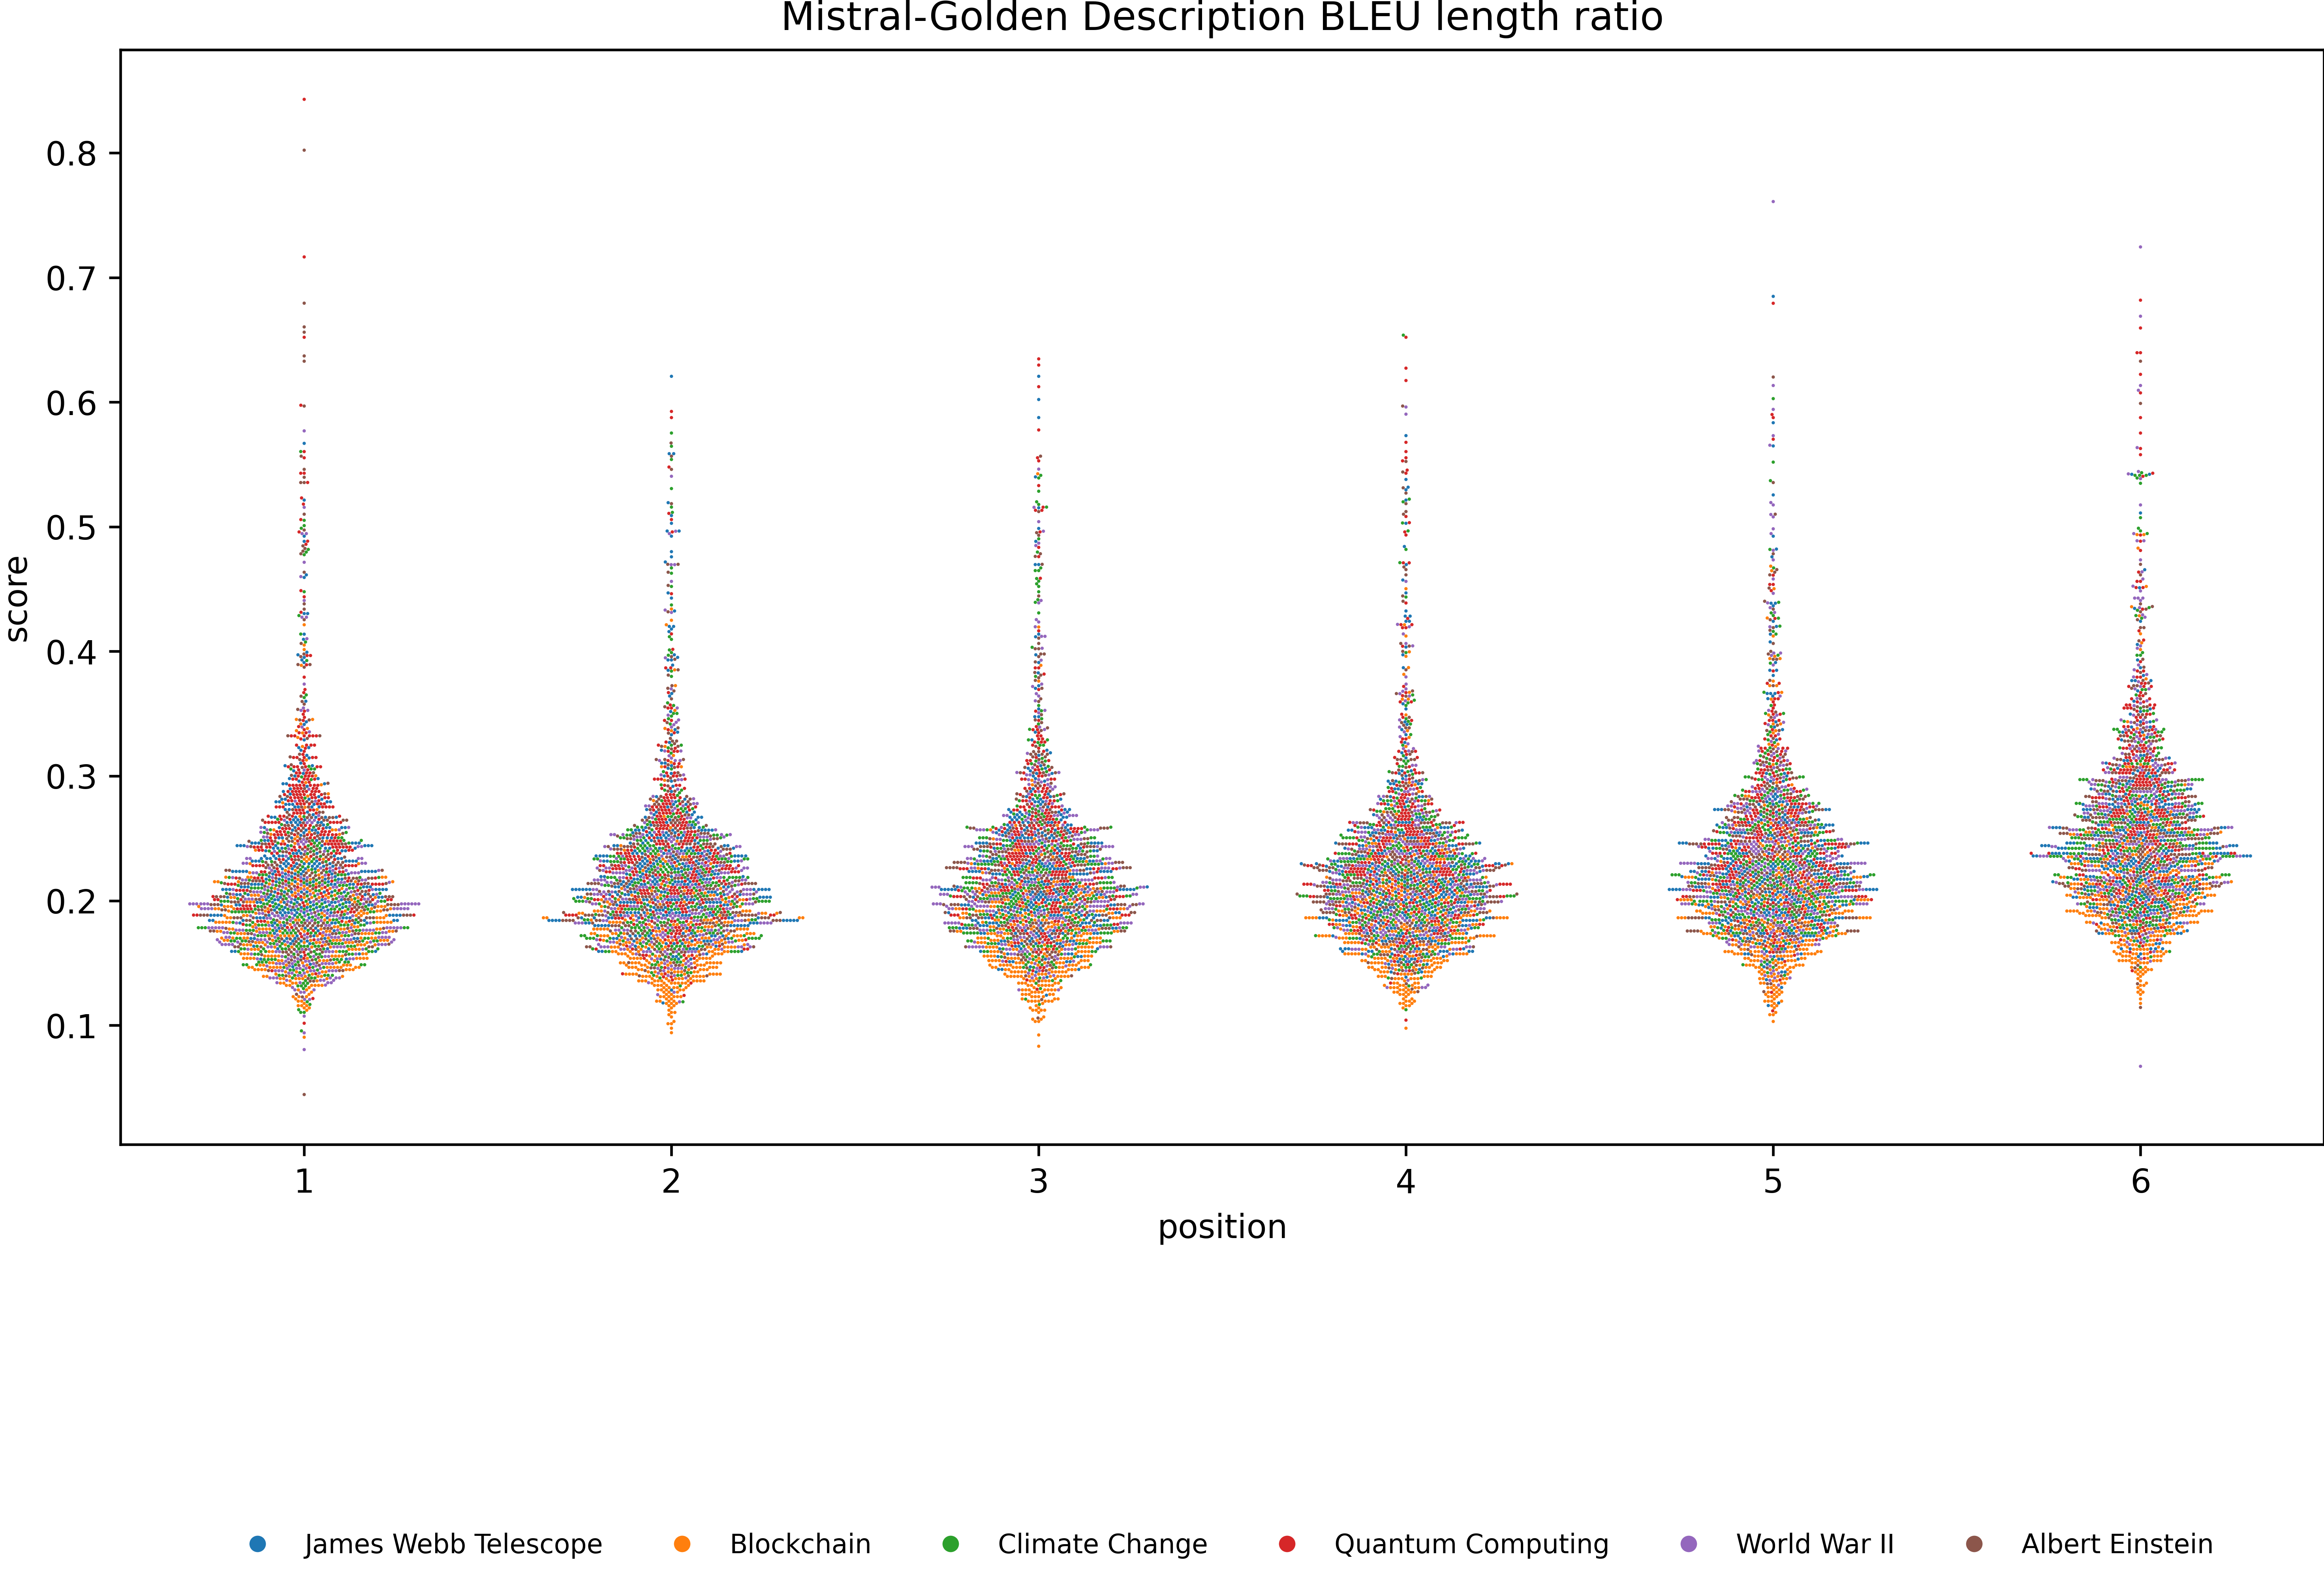 Mistral-Golden Description BLEU length ratio
score
0.8
0.7
0.6
0.5
0.4
0.3
0.2
0.1
1 2 3 4 5 6
position
James Webb Telescope Blockchain Climate Change Quantum Computing World War II Albert Einstein